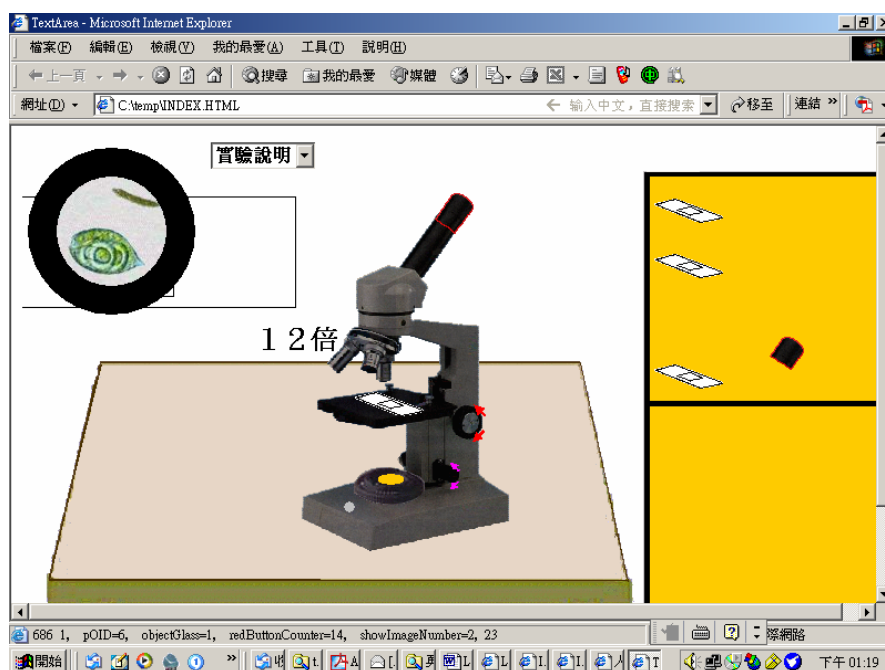 TextArea - Microsoft Internet Explorer
檔案(F) 編輯(E) 檢視(V) 我的最愛(A) 工具(T) 說明(H)
上一頁 搜尋 我的最愛 媒體
網址(D) C:\temp\INDEX.HTML 輸入中文，直接搜索 移至 連結 »
實驗說明
１２倍
686 1, pOID=6, objectGlass=1, redButtonCounter=14, showImageNumber=2, 23
際網路
開始 » 下午 01:19